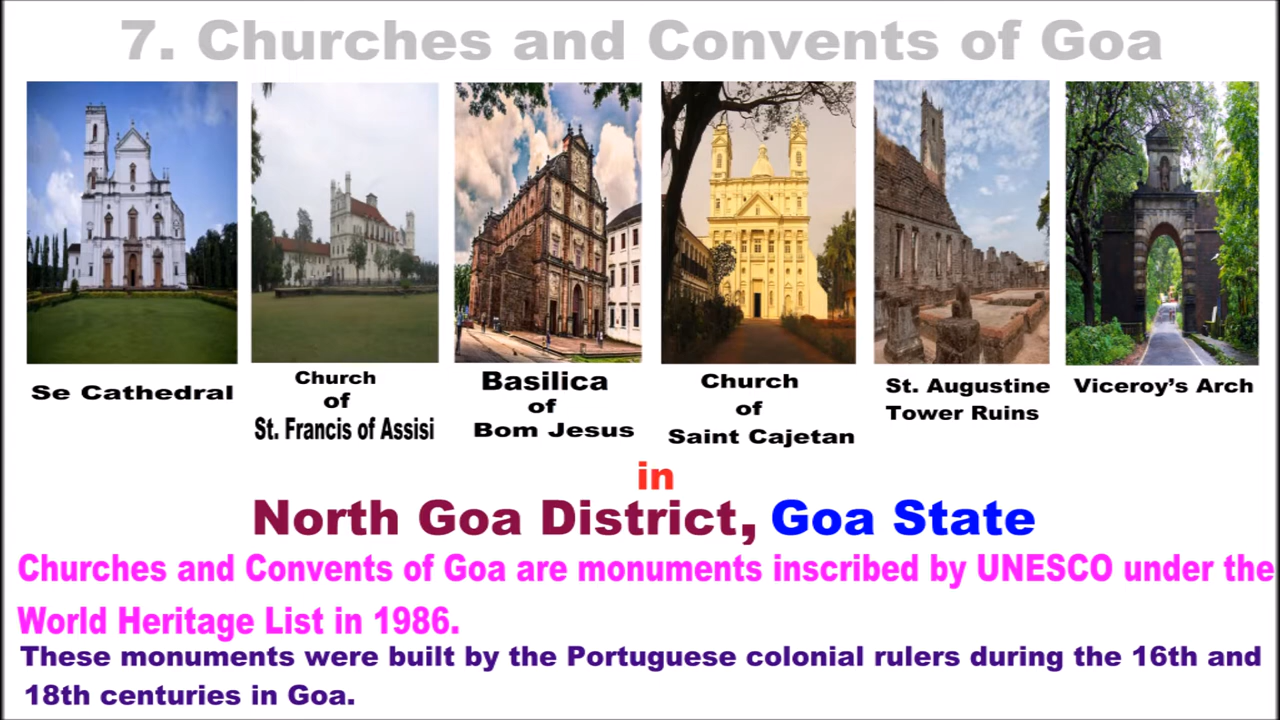 7. Churches and Convents of Goa
Se Cathedral
Church
of
St. Francis of Assisi
Basilica
of
Bom Jesus
Church
of
Saint Cajetan
St. Augustine
Tower Ruins
Viceroy's Arch
in
North Goa District, Goa State
Churches and Convents of Goa are monuments inscribed by UNESCO under the
World Heritage List in 1986.
These monuments were built by the Portuguese colonial rulers during the 16th and
18th centuries in Goa.